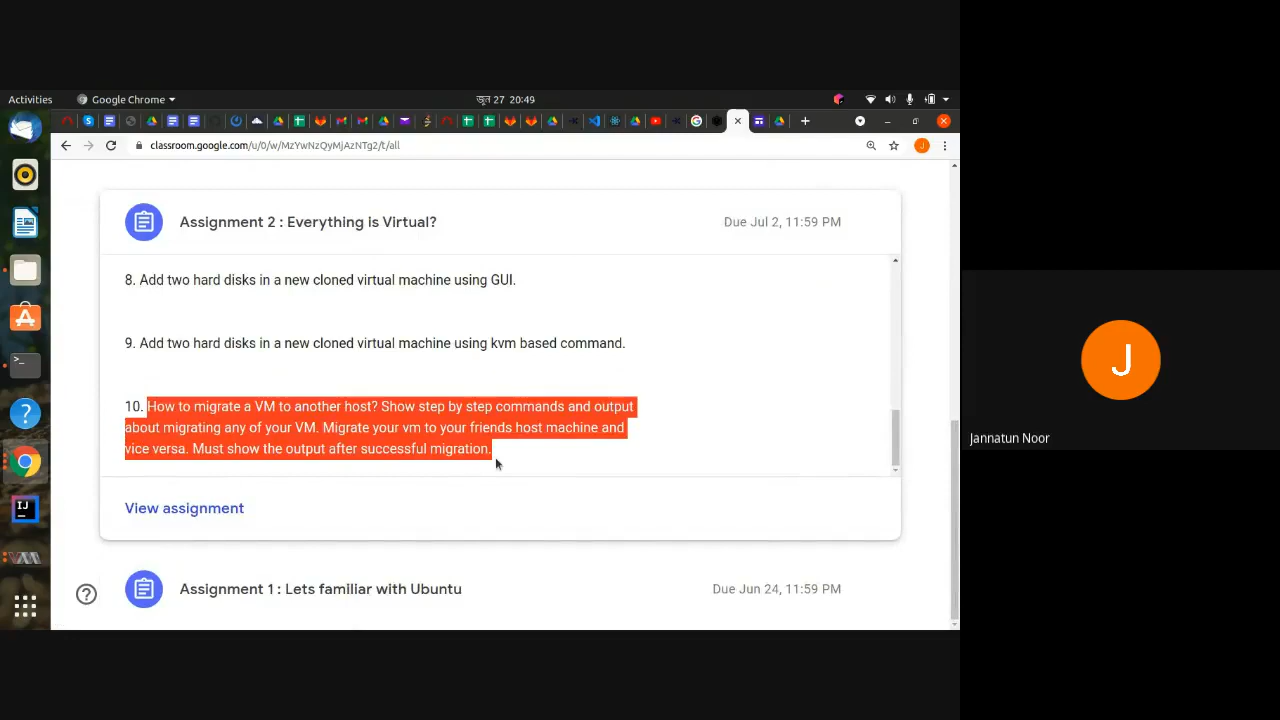 Activities
Google Chrome
জুন 27 20:49
classroom.google.com/u/0/w/MzYwNzQyMjAzNTg2/t/all
J
Assignment 2 : Everything is Virtual?
Due Jul 2, 11:59 PM
8. Add two hard disks in a new cloned virtual machine using GUI.
9. Add two hard disks in a new cloned virtual machine using kvm based command.
10. How to migrate a VM to another host? Show step by step commands and output
about migrating any of your VM. Migrate your vm to your friends host machine and
vice versa. Must show the output after successful migration.
View assignment
Assignment 1 : Lets familiar with Ubuntu
Due Jun 24, 11:59 PM
J
Jannatun Noor